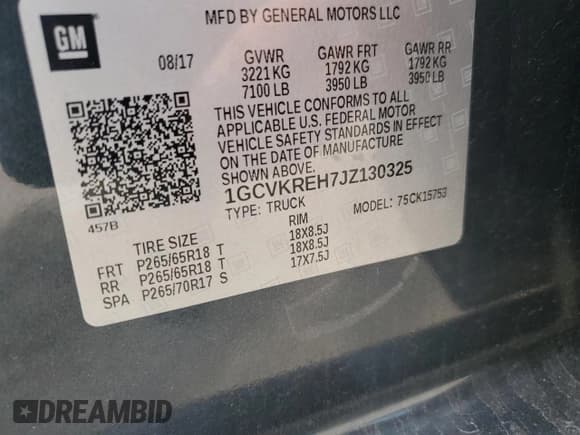 MFD BY GENERAL MOTORS LLC
GM
08/17 GVWR GAWR FRT GAWR RR
3221 KG 1792 KG 1792 KG
7100 LB 3950 LB 3950 LB
THIS VEHICLE CONFORMS TO ALL
APPLICABLE U.S. FEDERAL MOTOR
VEHICLE SAFETY STANDARDS IN EFFECT
ON THE DATE OF MANUFACTURE
SHOWN ABOVE.
1GCVKREH7JZ130325
TYPE: TRUCK MODEL: 75CK15753
457B
TIRE SIZE RIM
FRT P265/65R18 T 18X8.5J
RR P265/65R18 T 18X8.5J
SPA P265/70R17 S 17X7.5J
DREAMBID